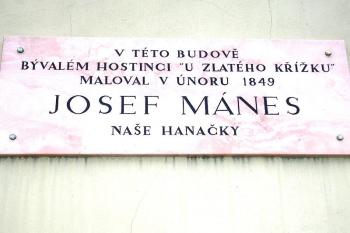 V TÉTO BUDOVĚ
BÝVALÉM HOSTINCI "U ZLATÉHO KŘÍŽKU"
MALOVAL V ÚNORU 1849
JOSEF MÁNES
NAŠE HANAČKY